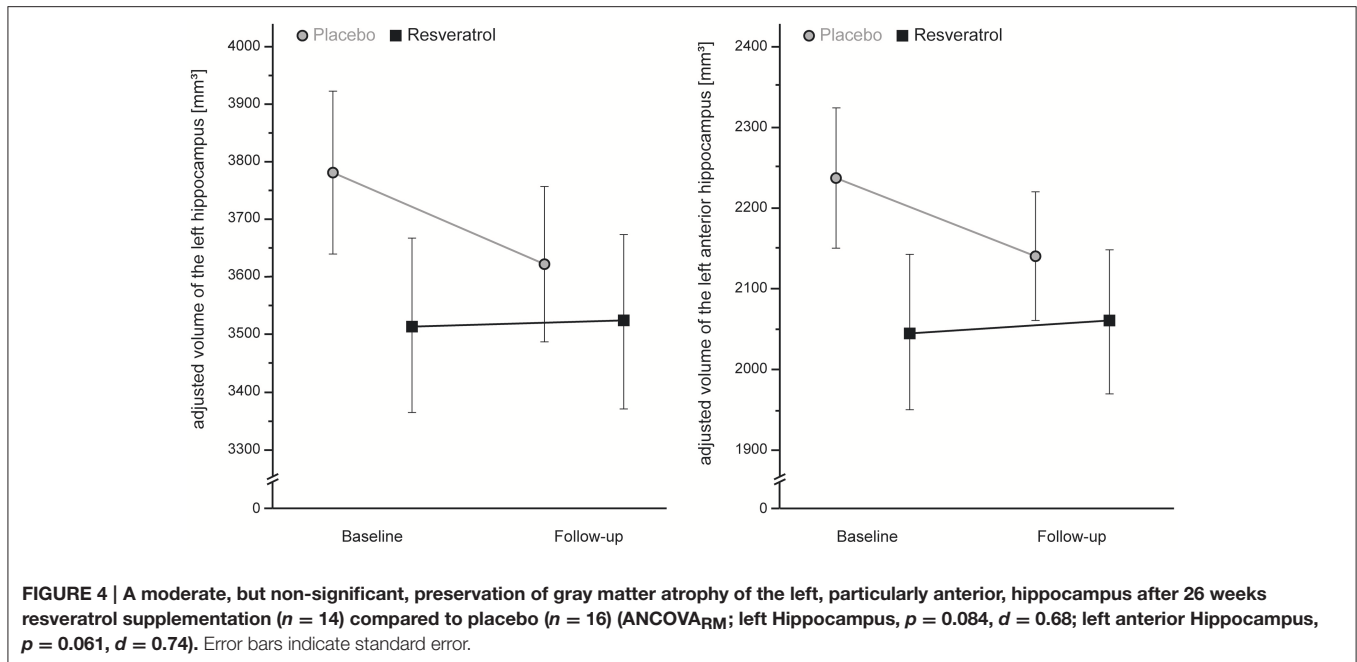 adjusted volume of the left hippocampus [mm³]
Placebo Resveratrol
4000
3900
3800
3700
3600
3500
3400
3300
0
Baseline Follow-up
adjusted volume of the left anterior hippocampus [mm³]
Placebo Resveratrol
2400
2300
2200
2100
2000
1900
0
Baseline Follow-up
FIGURE 4 | A moderate, but non-significant, preservation of gray matter atrophy of the left, particularly anterior, hippocampus after 26 weeks
resveratrol supplementation (n = 14) compared to placebo (n = 16) (ANCOVARM; left Hippocampus, p = 0.084, d = 0.68; left anterior Hippocampus,
p = 0.061, d = 0.74). Error bars indicate standard error.